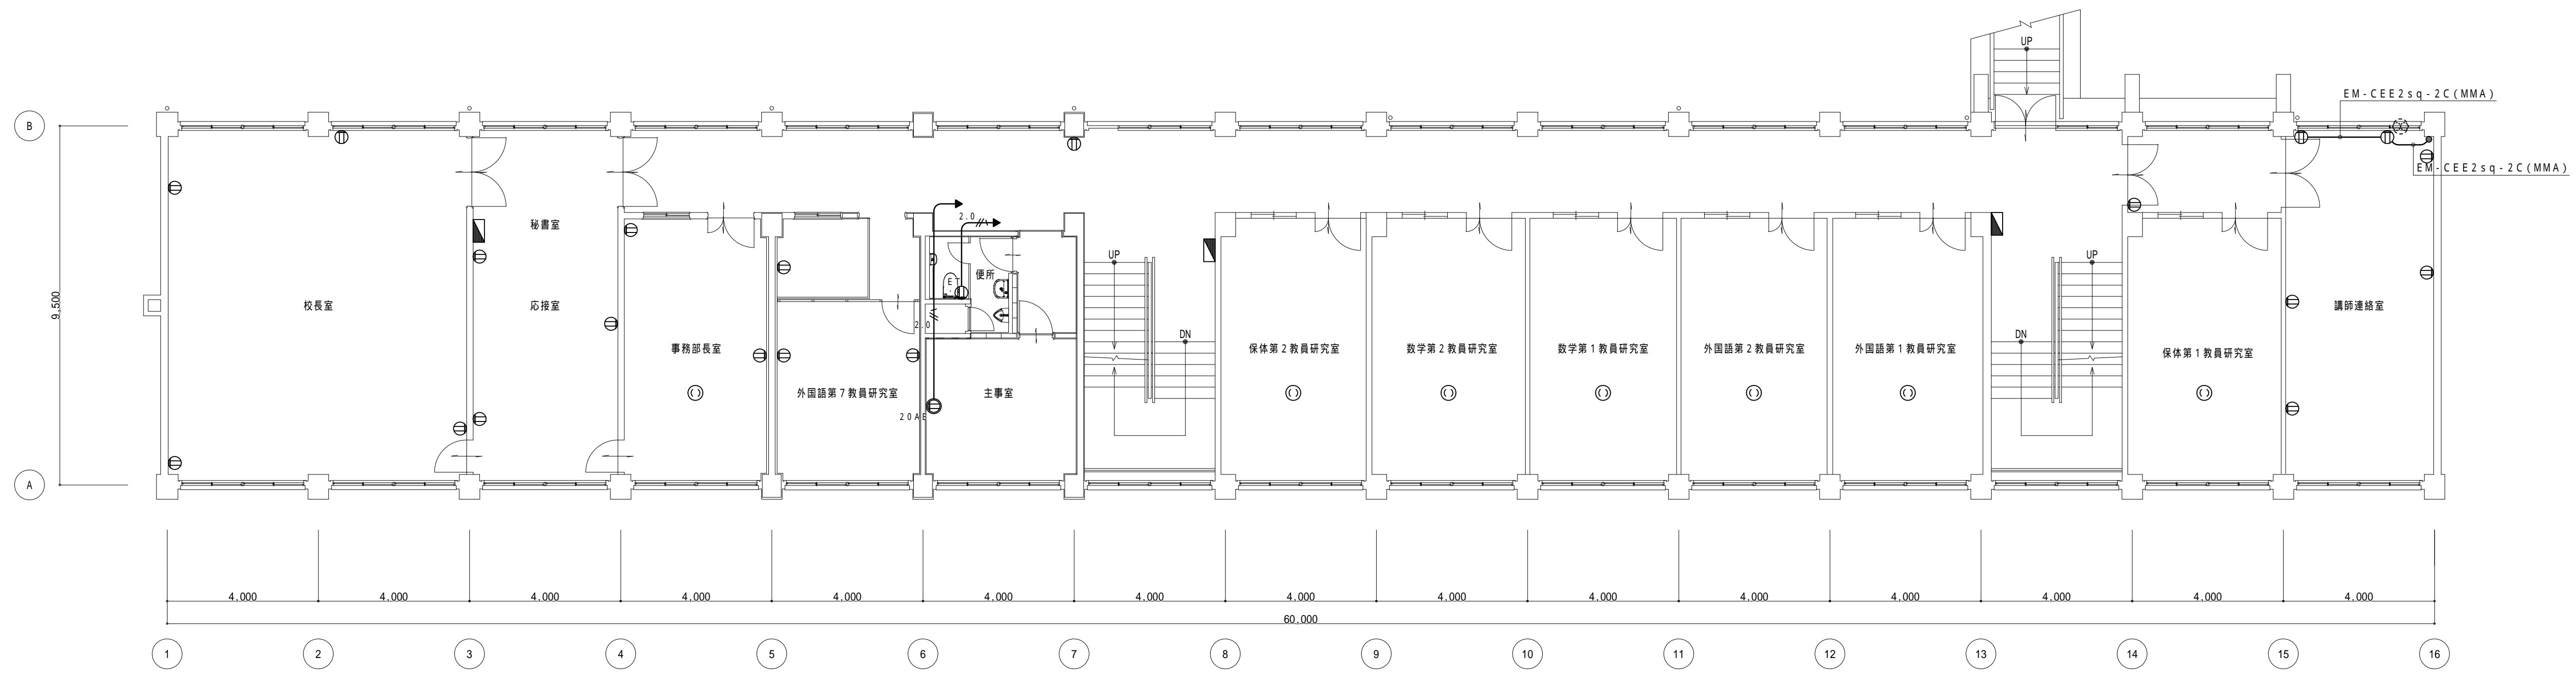 UP
EM-CEE2sq-2C(MMA)
B
EM-CEE2sq-2C(MMA)
2.0
秘書室
UP
UP
便所
E
校長室
応接室
講師連絡室
9,500
2.0
DN
DN
事務部長室
保体第2教員研究室
数学第2教員研究室
数学第1教員研究室
外国語第2教員研究室
外国語第1教員研究室
保体第1教員研究室
外国語第7教員研究室
主事室
20AE
A
4,000 4,000 4,000 4,000 4,000 4,000 4,000 4,000 4,000 4,000 4,000 4,000 4,000 4,000 4,000
60,000
1 2 3 4 5 6 7 8 9 10 11 12 13 14 15 16